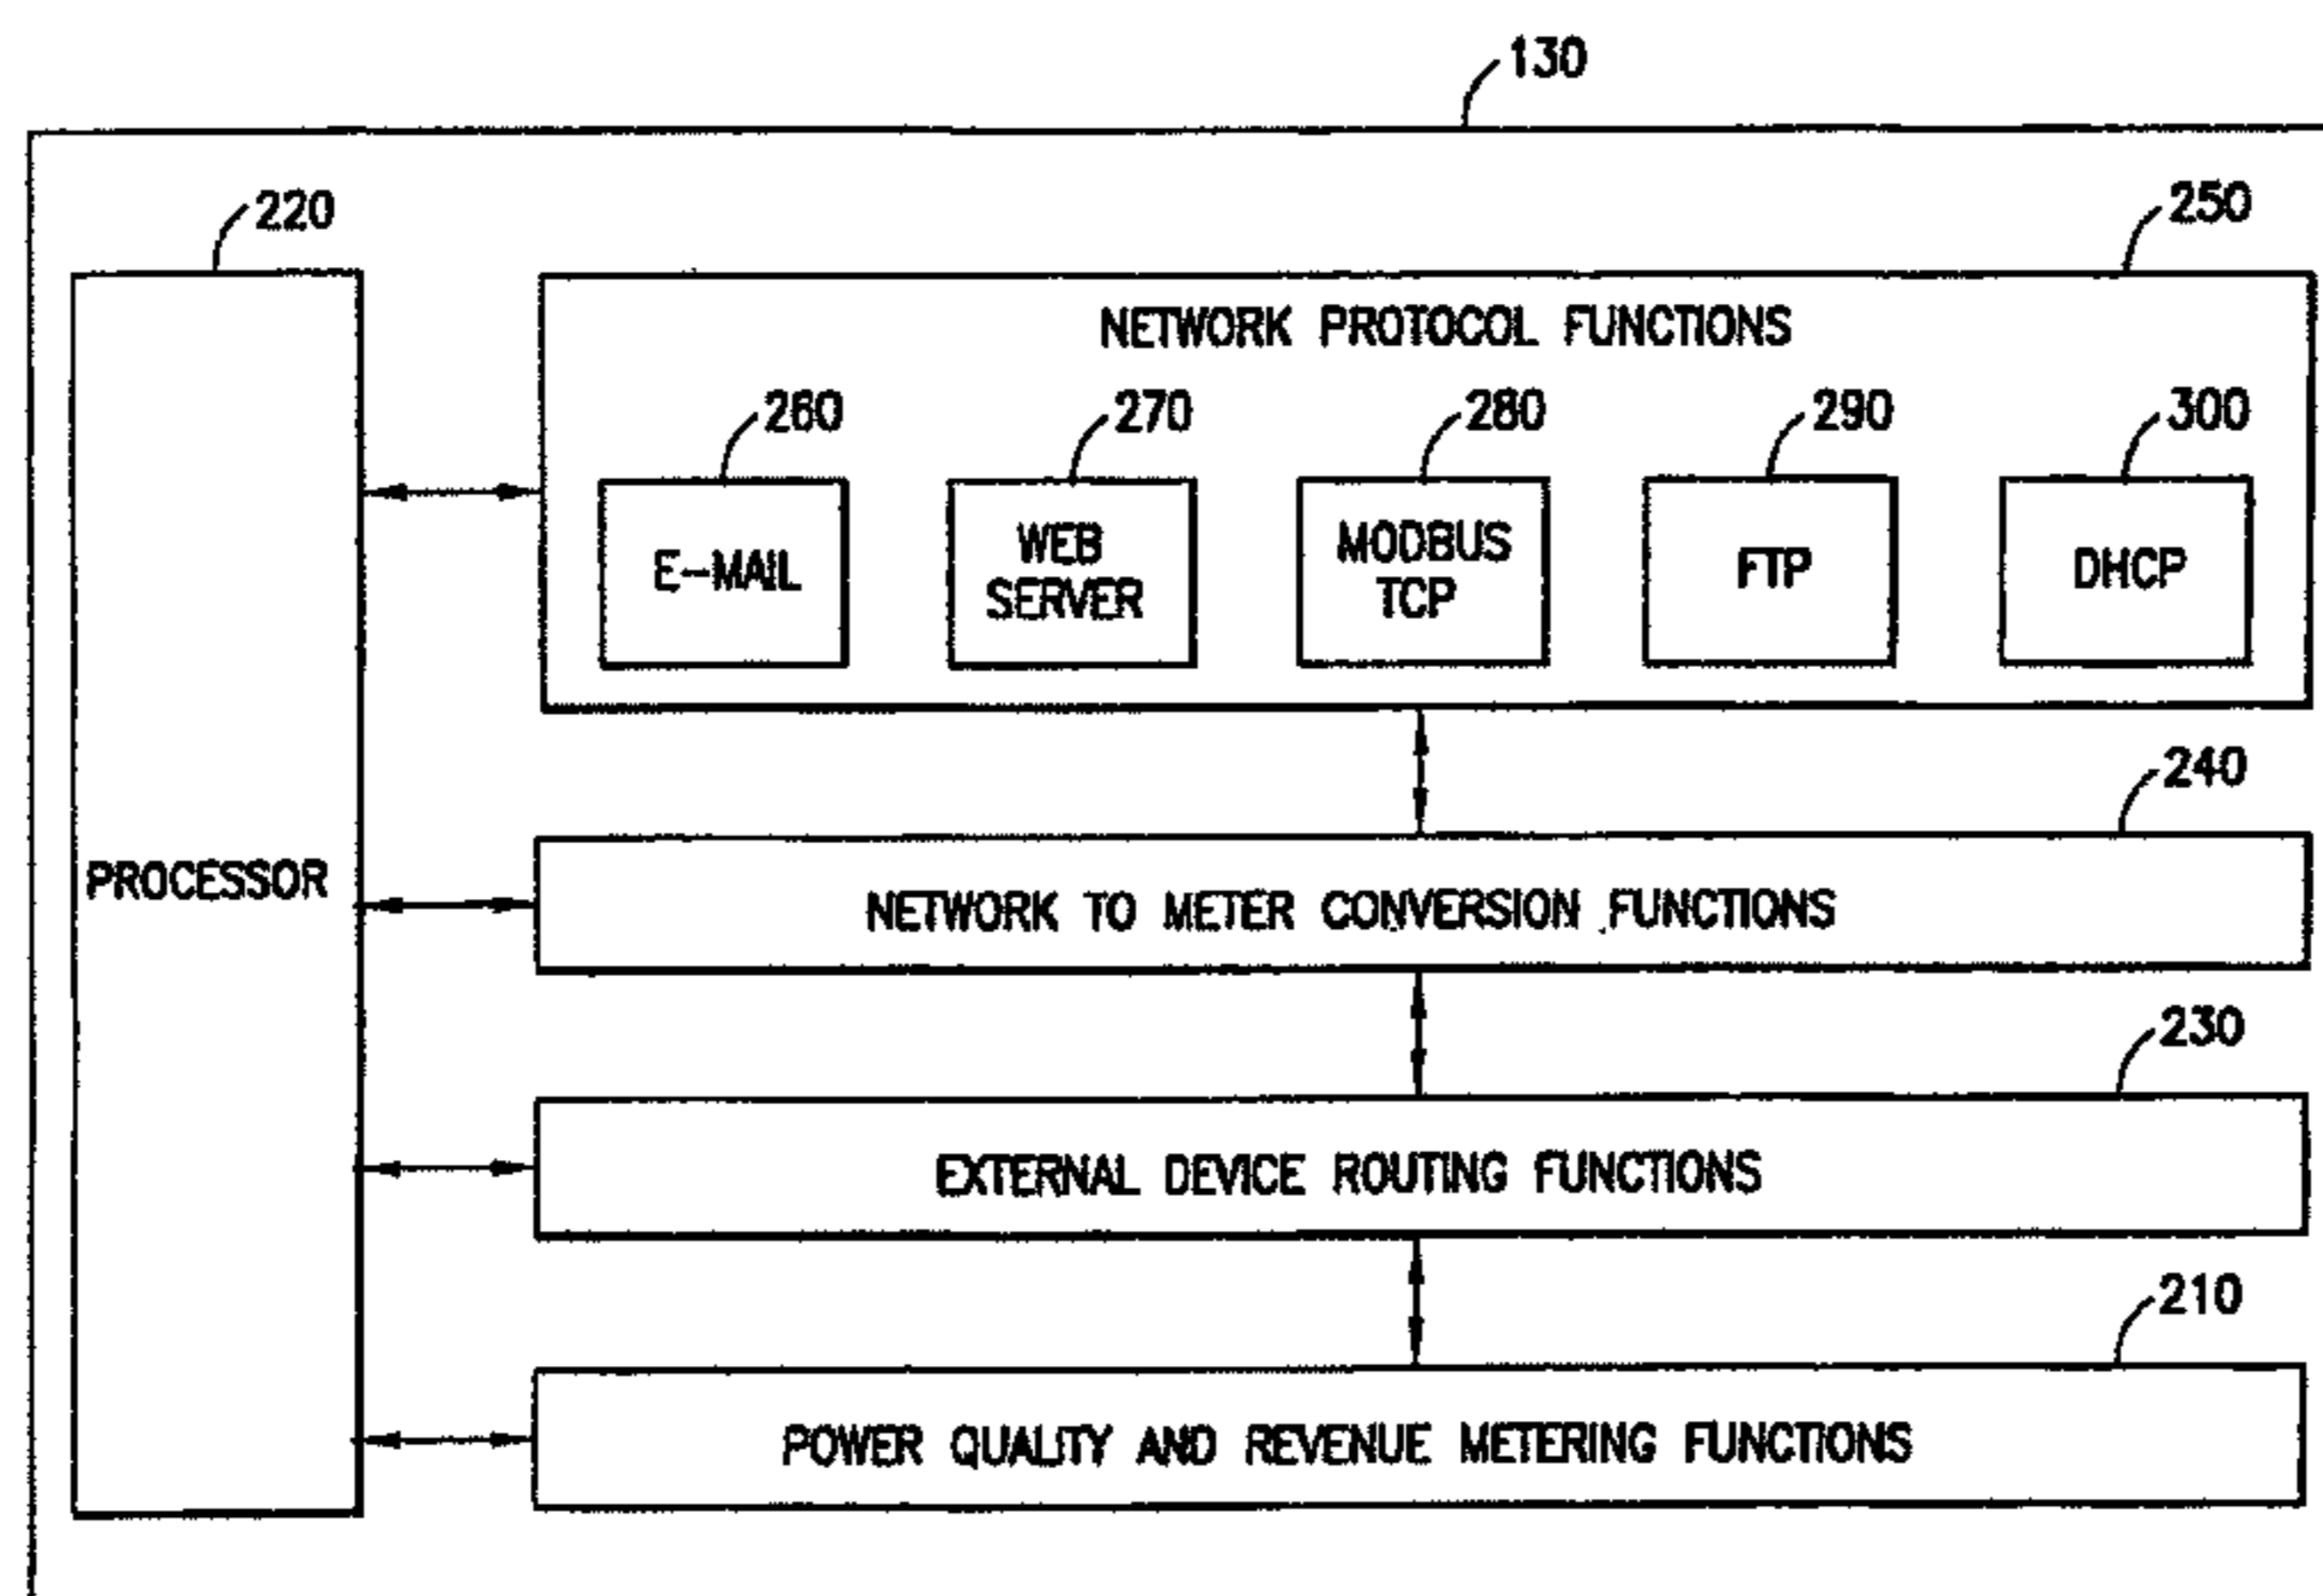 130
220
250
NETWORK PROTOCOL FUNCTIONS
260
270
280
290
300
E-MAIL
WEB
SERVER
MODBUS
TCP
FTP
DHCP
240
PROCESSOR
NETWORK TO METER CONVERSION FUNCTIONS
230
EXTERNAL DEVICE ROUTING FUNCTIONS
210
POWER QUALITY AND REVENUE METERING FUNCTIONS